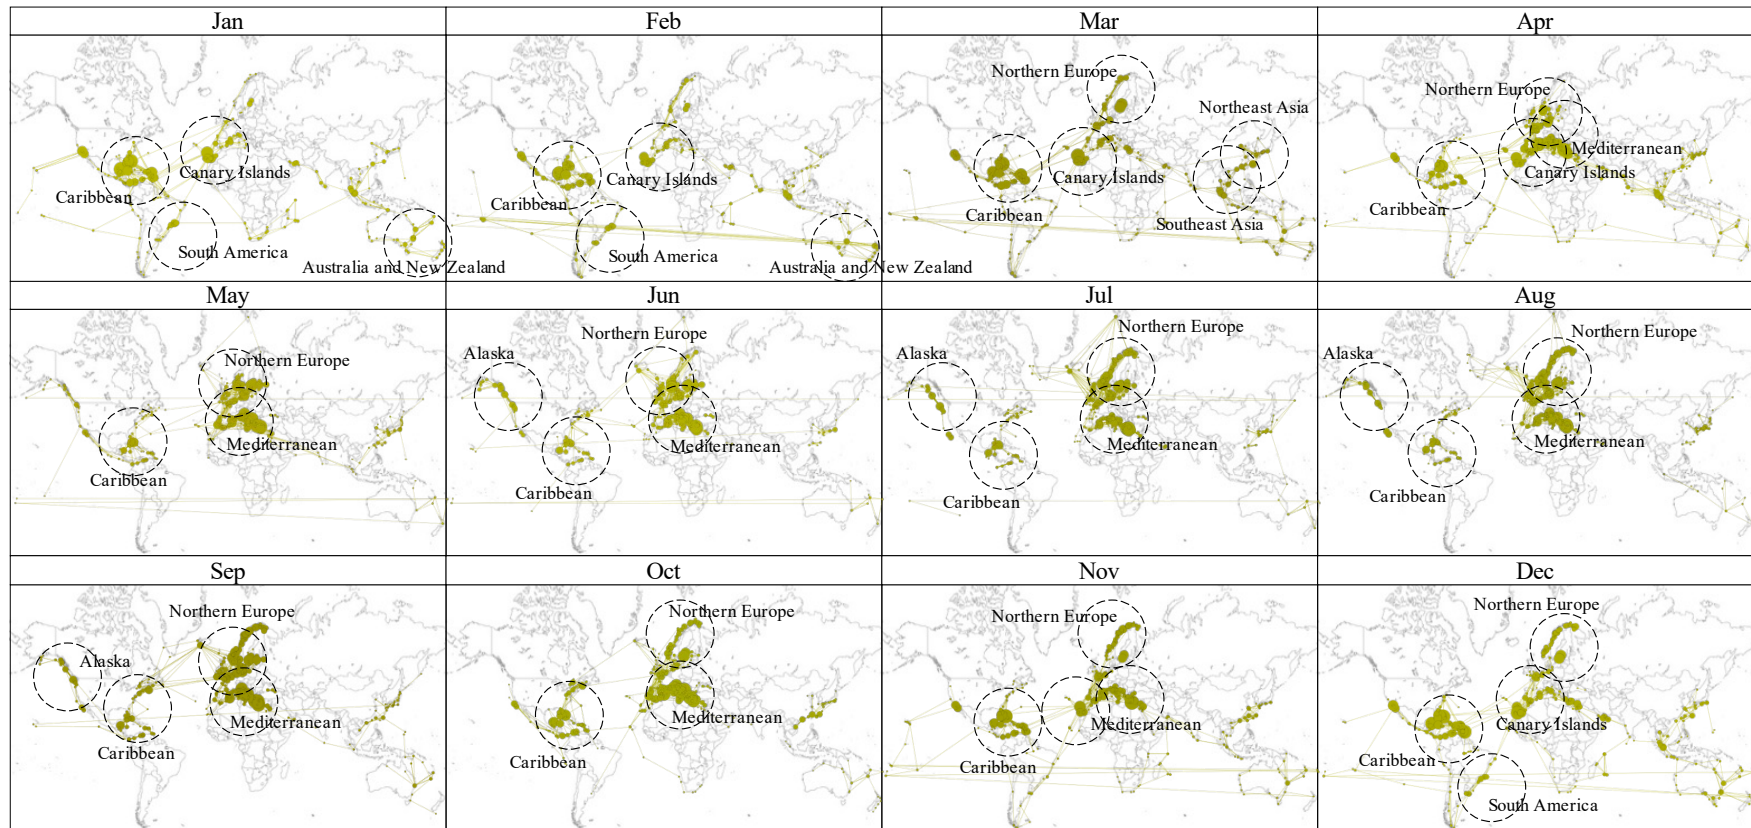 Jan
Feb
Mar
Apr
Caribbean
Canary Islands
South America
Australia and New Zealand
Caribbean
Canary Islands
South America
Australia and New Zealand
Northern Europe
Northeast Asia
Canary Islands
Caribbean
Southeast Asia
Northern Europe
Mediterranean
Canary Islands
Caribbean
May
Jun
Jul
Aug
Northern Europe
Mediterranean
Caribbean
Northern Europe
Alaska
Mediterranean
Caribbean
Northern Europe
Alaska
Mediterranean
Caribbean
Northern Europe
Alaska
Mediterranean
Caribbean
Sep
Oct
Nov
Dec
Northern Europe
Alaska
Mediterranean
Caribbean
Northern Europe
Mediterranean
Caribbean
Northern Europe
Mediterranean
Caribbean
Northern Europe
Canary Islands
Caribbean
South America